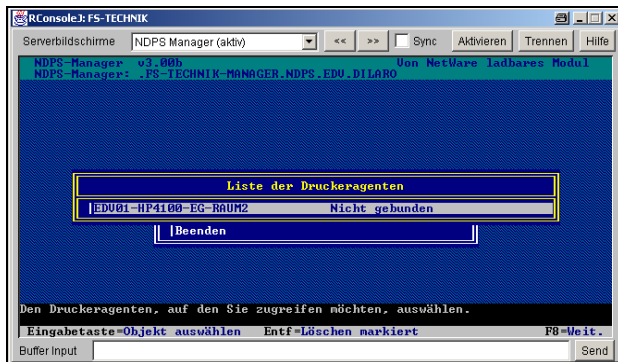 RConsoleJ: FS-TECHNIK
Serverbildschirme NDPS Manager (aktiv) << >> Sync Aktivieren Trennen Hilfe
NDPS-Manager v3.00b Von NetWare ladbares Modul
NDPS-Manager: .FS-TECHNIK-MANAGER.NDPS.EDV.DILARO
Liste der Druckeragenten
EDV01-HP4100-EG-RAUM2 Nicht gebunden
Beenden
Den Druckeragenten, auf den Sie zugreifen möchten, auswählen.
Eingabetaste=Objekt auswählen Entf=Löschen markiert F8=Weit.
Buffer Input Send